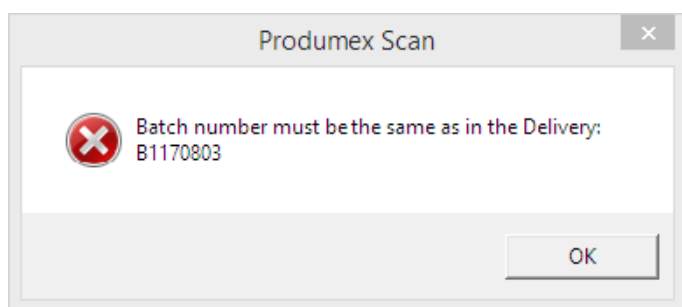 Produmex Scan
Batch number must be the same as in the Delivery:
B1170803
OK